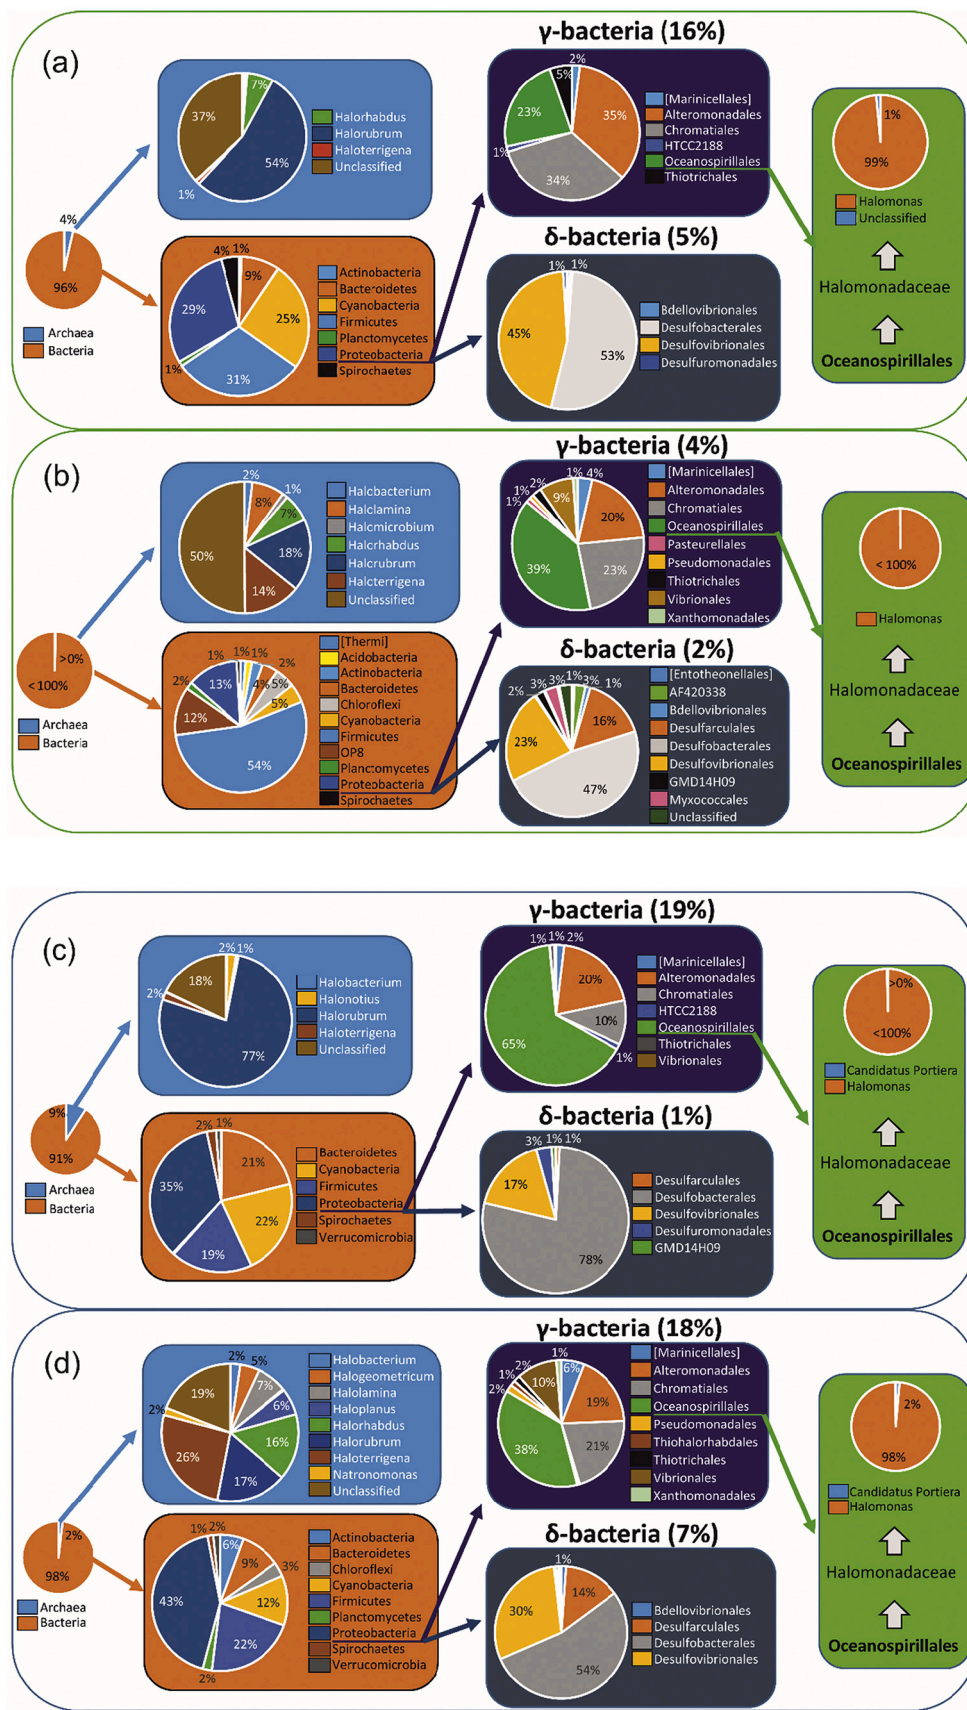 (a)
γ-bacteria (16%)
7%
37%
54%
1%
Halorhabdus
Halorubrum
Haloterrigena
Unclassified
2%
5%
23%
35%
1%
34%
[Marinicellales]
Alteromonadales
Chromatiales
HTCC2188
Oceanospirillales
Thiotrichales
1%
99%
Halomonas
Unclassified
Halomonadaceae
Oceanospirillales
4%
96%
Archaea
Bacteria
4%
1%
9%
29%
25%
1%
31%
Actinobacteria
Bacteroidetes
Cyanobacteria
Firmicutes
Planctomycetes
Proteobacteria
Spirochaetes
δ-bacteria (5%)
1%
1%
45%
53%
Bdellovibrionales
Desulfobacterales
Desulfovibrionales
Desulfuromonadales
(b)
γ-bacteria (4%)
2%
1%
8%
7%
50%
18%
14%
Halcbacterium
Halclamina
Halcmicrobium
Halcrhabdus
Halcrubrum
Halcterrigena
Unclassified
1%
4%
2%
1%
1%
9%
20%
39%
23%
[Marinicellales]
Alteromonadales
Chromatiales
Oceanospirillales
Pasteurellales
Pseudomonadales
Thiotrichales
Vibrionales
Xanthomonadales
< 100%
Halomonas
Halomonadaceae
Oceanospirillales
>0%
< 100%
Archaea
Bacteria
1%
1%
1%
2%
2%
13%
4%
5%
5%
12%
54%
[Thermi]
Acidobacteria
Actinobacteria
Bacteroidetes
Chloroflexi
Cyanobacteria
Firmicutes
OP8
Planctomycetes
Proteobacteria
Spirochaetes
δ-bacteria (2%)
2%
3%
3%
1%
3%
1%
16%
23%
47%
[Entotheonellales]
AF420338
Bdellovibrionales
Desulfarculales
Desulfobacterales
Desulfovibrionales
GMD14H09
Myxococcales
Unclassified
(c)
γ-bacteria (19%)
2%
1%
18%
2%
77%
Halobacterium
Halonotius
Halorubrum
Haloterrigena
Unclassified
1%
1%
2%
20%
10%
65%
1%
[Marinicellales]
Alteromonadales
Chromatiales
HTCC2188
Oceanospirillales
Thiotrichales
Vibrionales
>0%
<100%
Candidatus Portiera
Halomonas
Halomonadaceae
Oceanospirillales
9%
91%
Archaea
Bacteria
2%
1%
21%
35%
22%
19%
Bacteroidetes
Cyanobacteria
Firmicutes
Proteobacteria
Spirochaetes
Verrucomicrobia
δ-bacteria (1%)
3%
1%
1%
17%
78%
Desulfarculales
Desulfobacterales
Desulfovibrionales
Desulfuromonadales
GMD14H09
(d)
γ-bacteria (18%)
2%
5%
7%
19%
6%
2%
16%
26%
17%
Halobacterium
Halogeometricum
Halolamina
Haloplanus
Halorhabdus
Halorubrum
Haloterrigena
Natronomonas
Unclassified
1%
6%
2%
1%
10%
2%
19%
38%
21%
[Marinicellales]
Alteromonadales
Chromatiales
Oceanospirillales
Pseudomonadales
Thiohalorhabdales
Thiotrichales
Vibrionales
Xanthomonadales
2%
98%
Candidatus Portiera
Halomonas
Halomonadaceae
Oceanospirillales
2%
98%
Archaea
Bacteria
1%
2%
6%
9%
3%
43%
12%
22%
2%
Actinobacteria
Bacteroidetes
Chloroflexi
Cyanobacteria
Firmicutes
Planctomycetes
Proteobacteria
Spirochaetes
Verrucomicrobia
δ-bacteria (7%)
1%
14%
30%
54%
Bdellovibrionales
Desulfarculales
Desulfobacterales
Desulfovibrionales